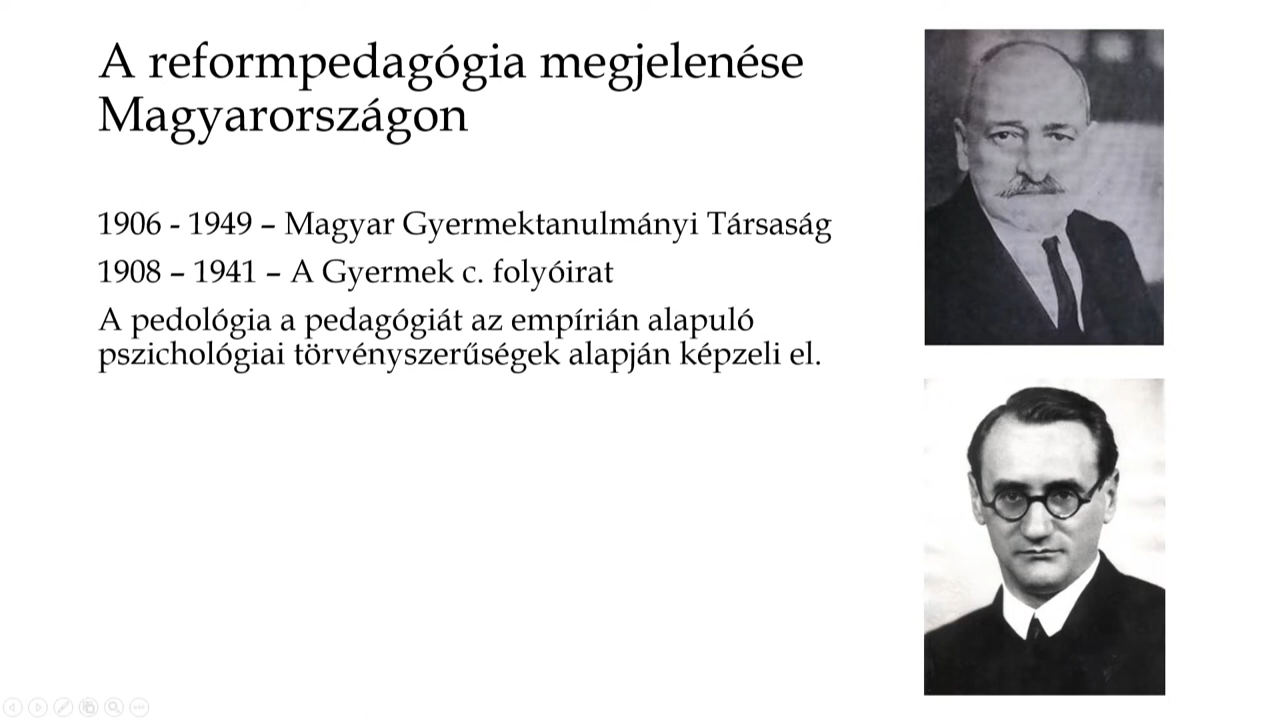 A reformpedagógia megjelenése
Magyarországon
1906 - 1949 – Magyar Gyermektanulmányi Társaság
1908 – 1941 – A Gyermek c. folyóirat
A pedológia a pedagógiát az empírián alapuló
pszichológiai törvényszerűségek alapján képzeli el.